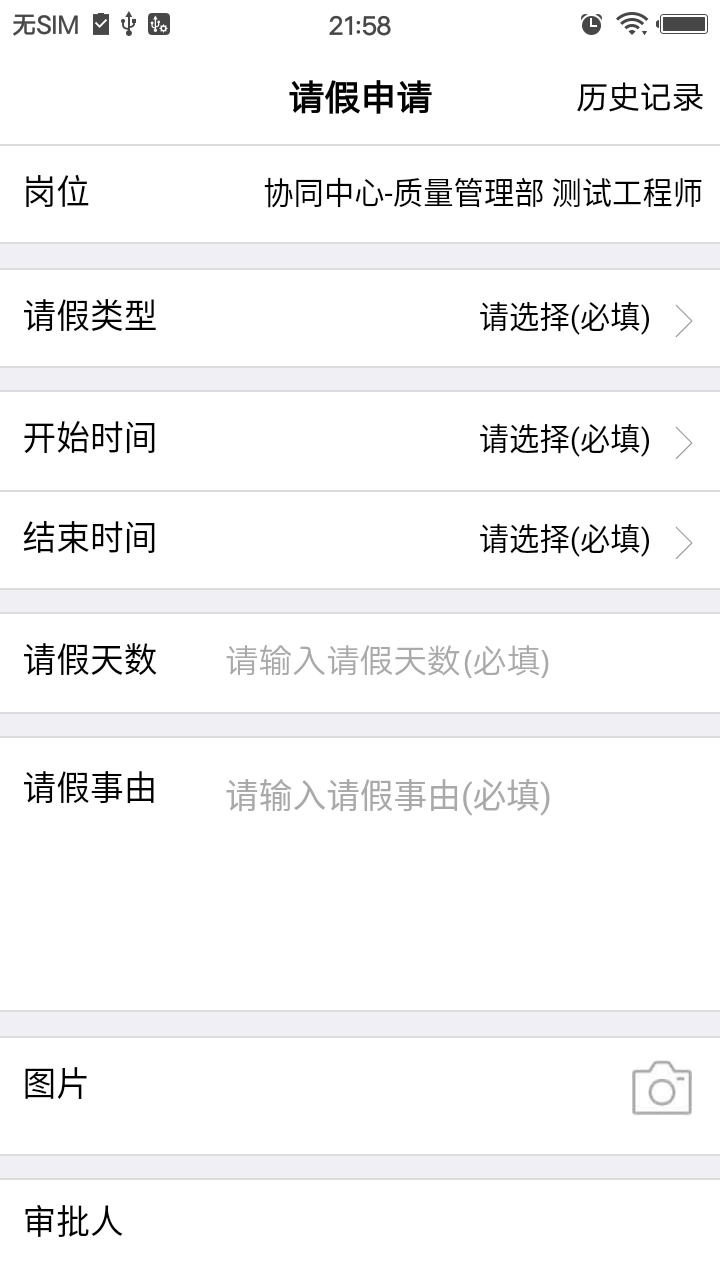 无SIM 21:58
请假申请 历史记录
岗位 协同中心-质量管理部 测试工程师
请假类型 请选择(必填)
开始时间 请选择(必填)
结束时间 请选择(必填)
请假天数 请输入请假天数(必填)
请假事由 请输入请假事由(必填)
图片
审批人